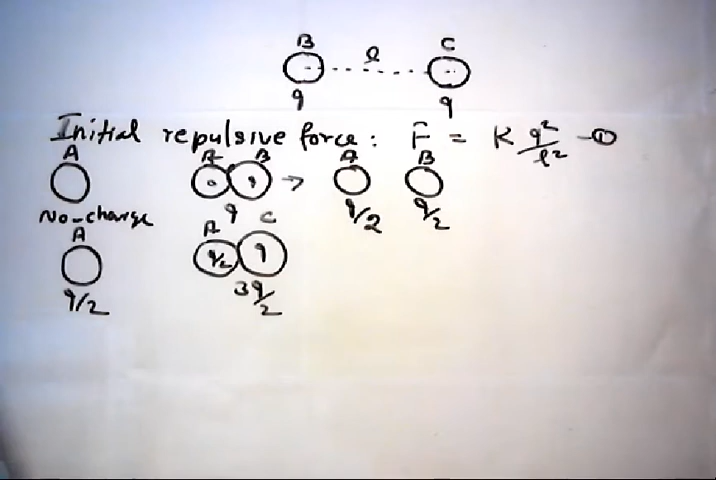 B C
l
q q
Initial repulsive force : F = K q²/l² -①
A A B A B
q → q/2 q/2
No-charge
A A C
q/2 q
q/2 3q/2